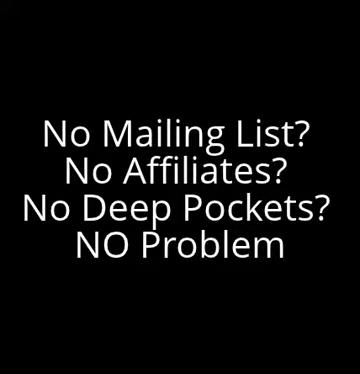 No Mailing List?
No Affiliates?
No Deep Pockets?
NO Problem